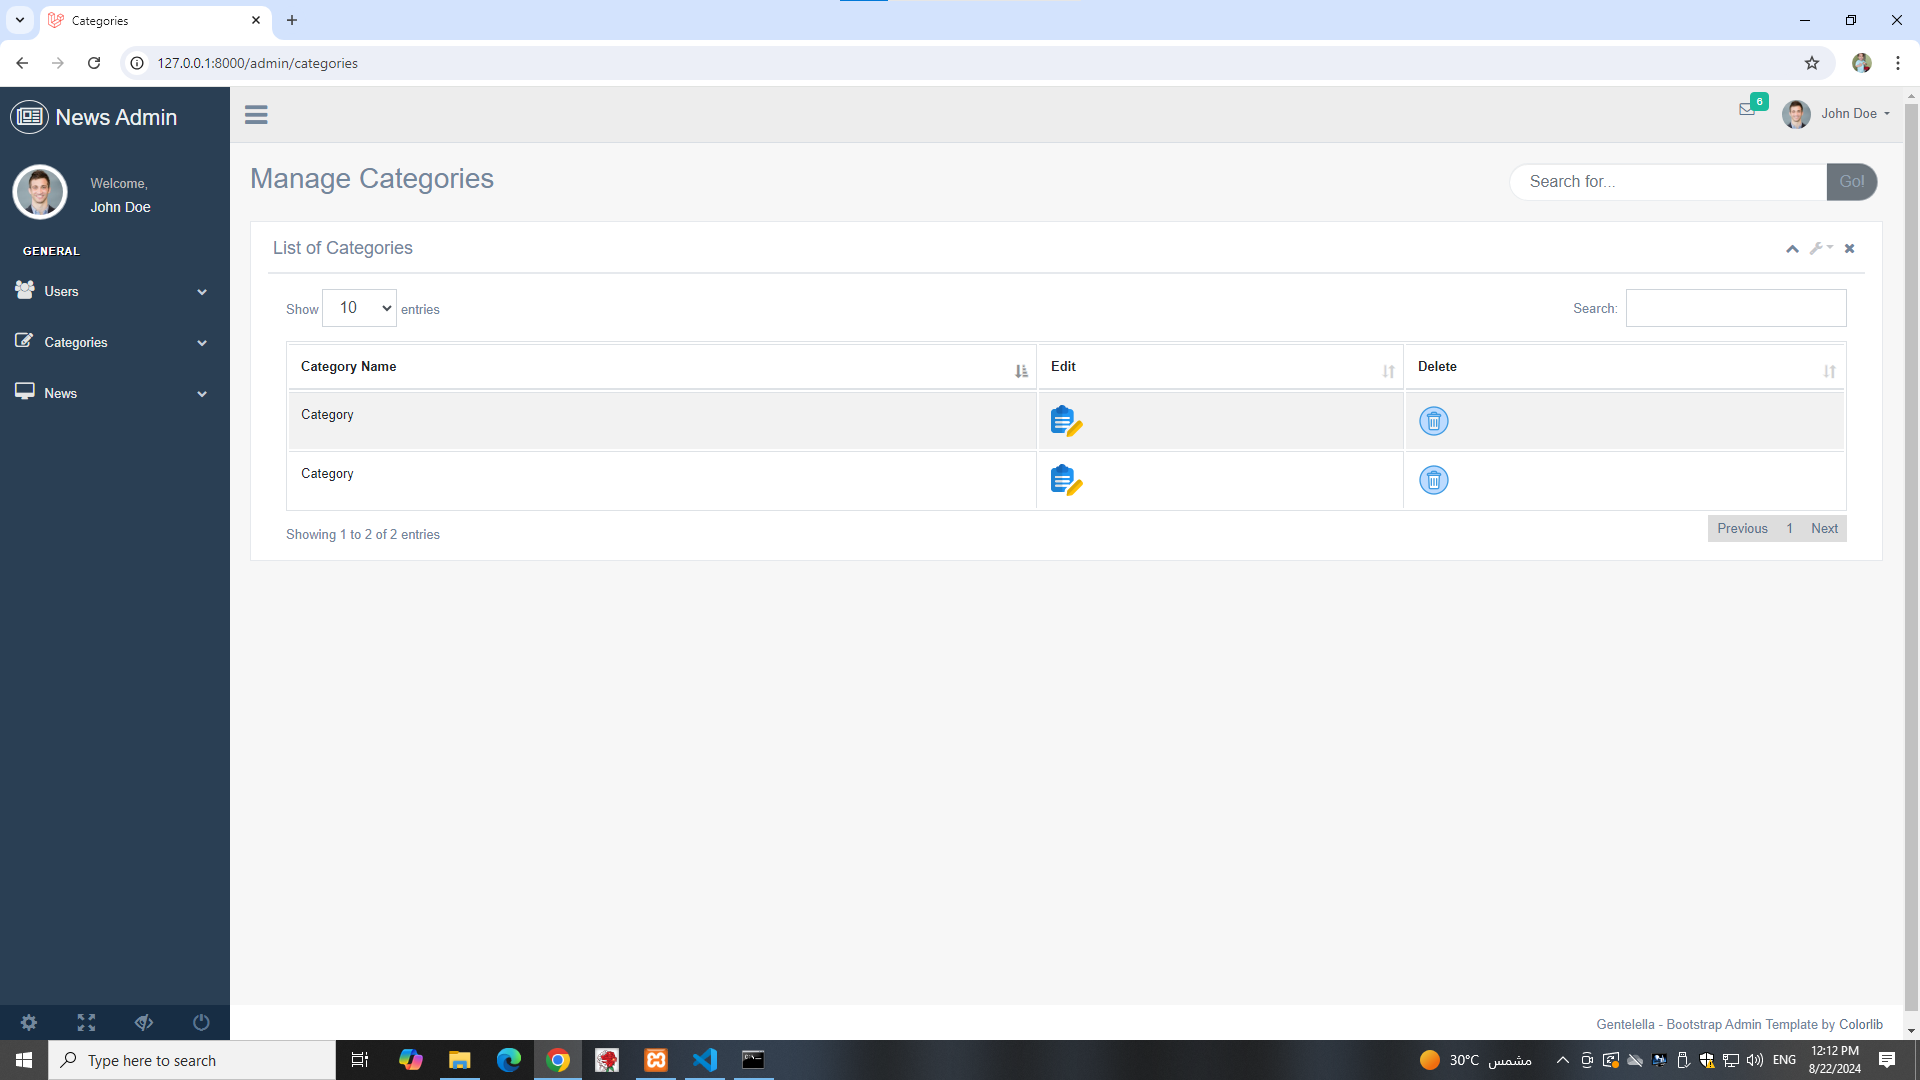 Categories
127.0.0.1:8000/admin/categories
News Admin
6
John Doe
Welcome,
John Doe
Manage Categories
Search for...
Go!
GENERAL
Users
Categories
News
List of Categories
Show 10 entries
Search:
Category Name Edit Delete
Category
Category
Showing 1 to 2 of 2 entries
Previous 1 Next
Gentelella - Bootstrap Admin Template by Colorlib
Type here to search
30°C مشمس
ENG
12:12 PM
8/22/2024